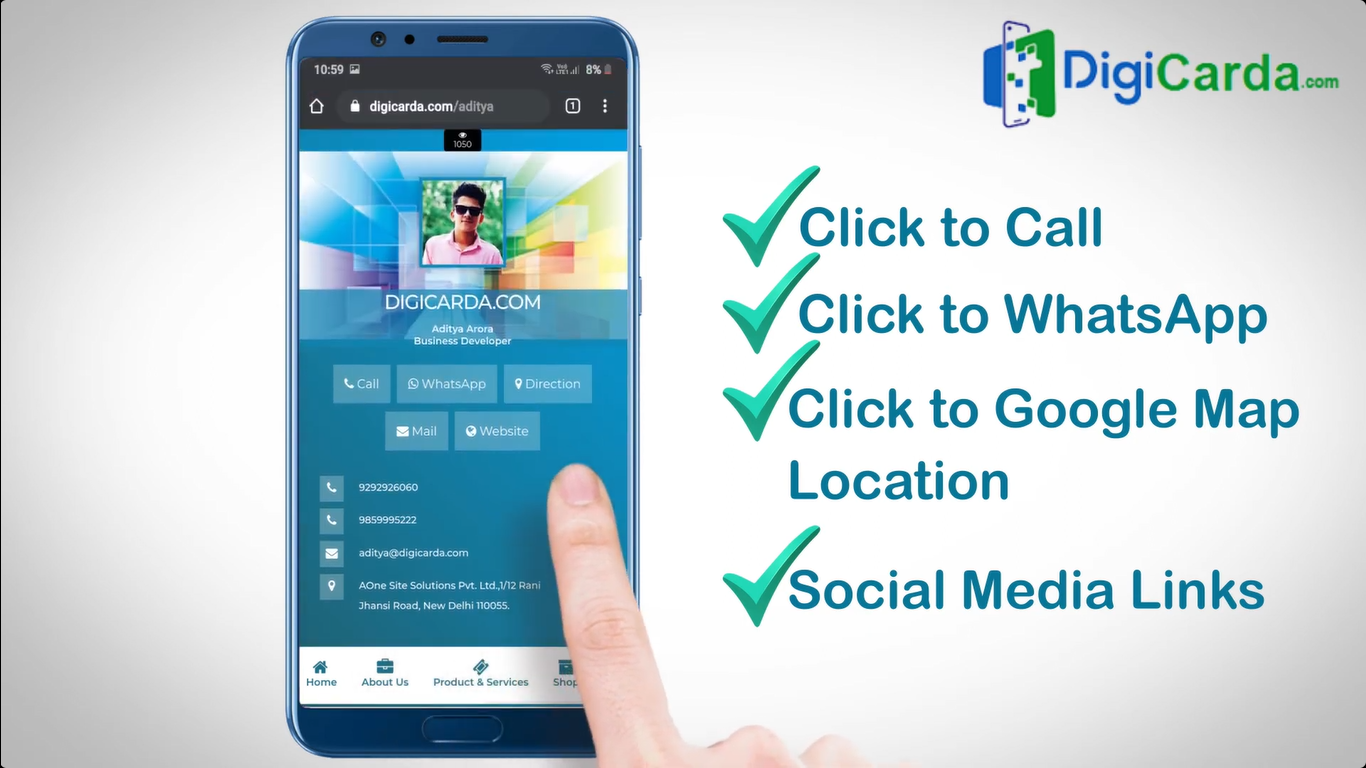 10:59
Vo)) LTE1 8%
digicarda.com/aditya
1
1050
DIGICARDA.COM
Aditya Arora
Business Developer
Call WhatsApp Direction
Mail Website
9292926060
9859995222
aditya@digicarda.com
AOne Site Solutions Pvt. Ltd.,1/12 Rani
Jhansi Road, New Delhi 110055.
Home About Us Product & Services Shop
DigiCarda.com
Click to Call
Click to WhatsApp
Click to Google Map
Location
Social Media Links